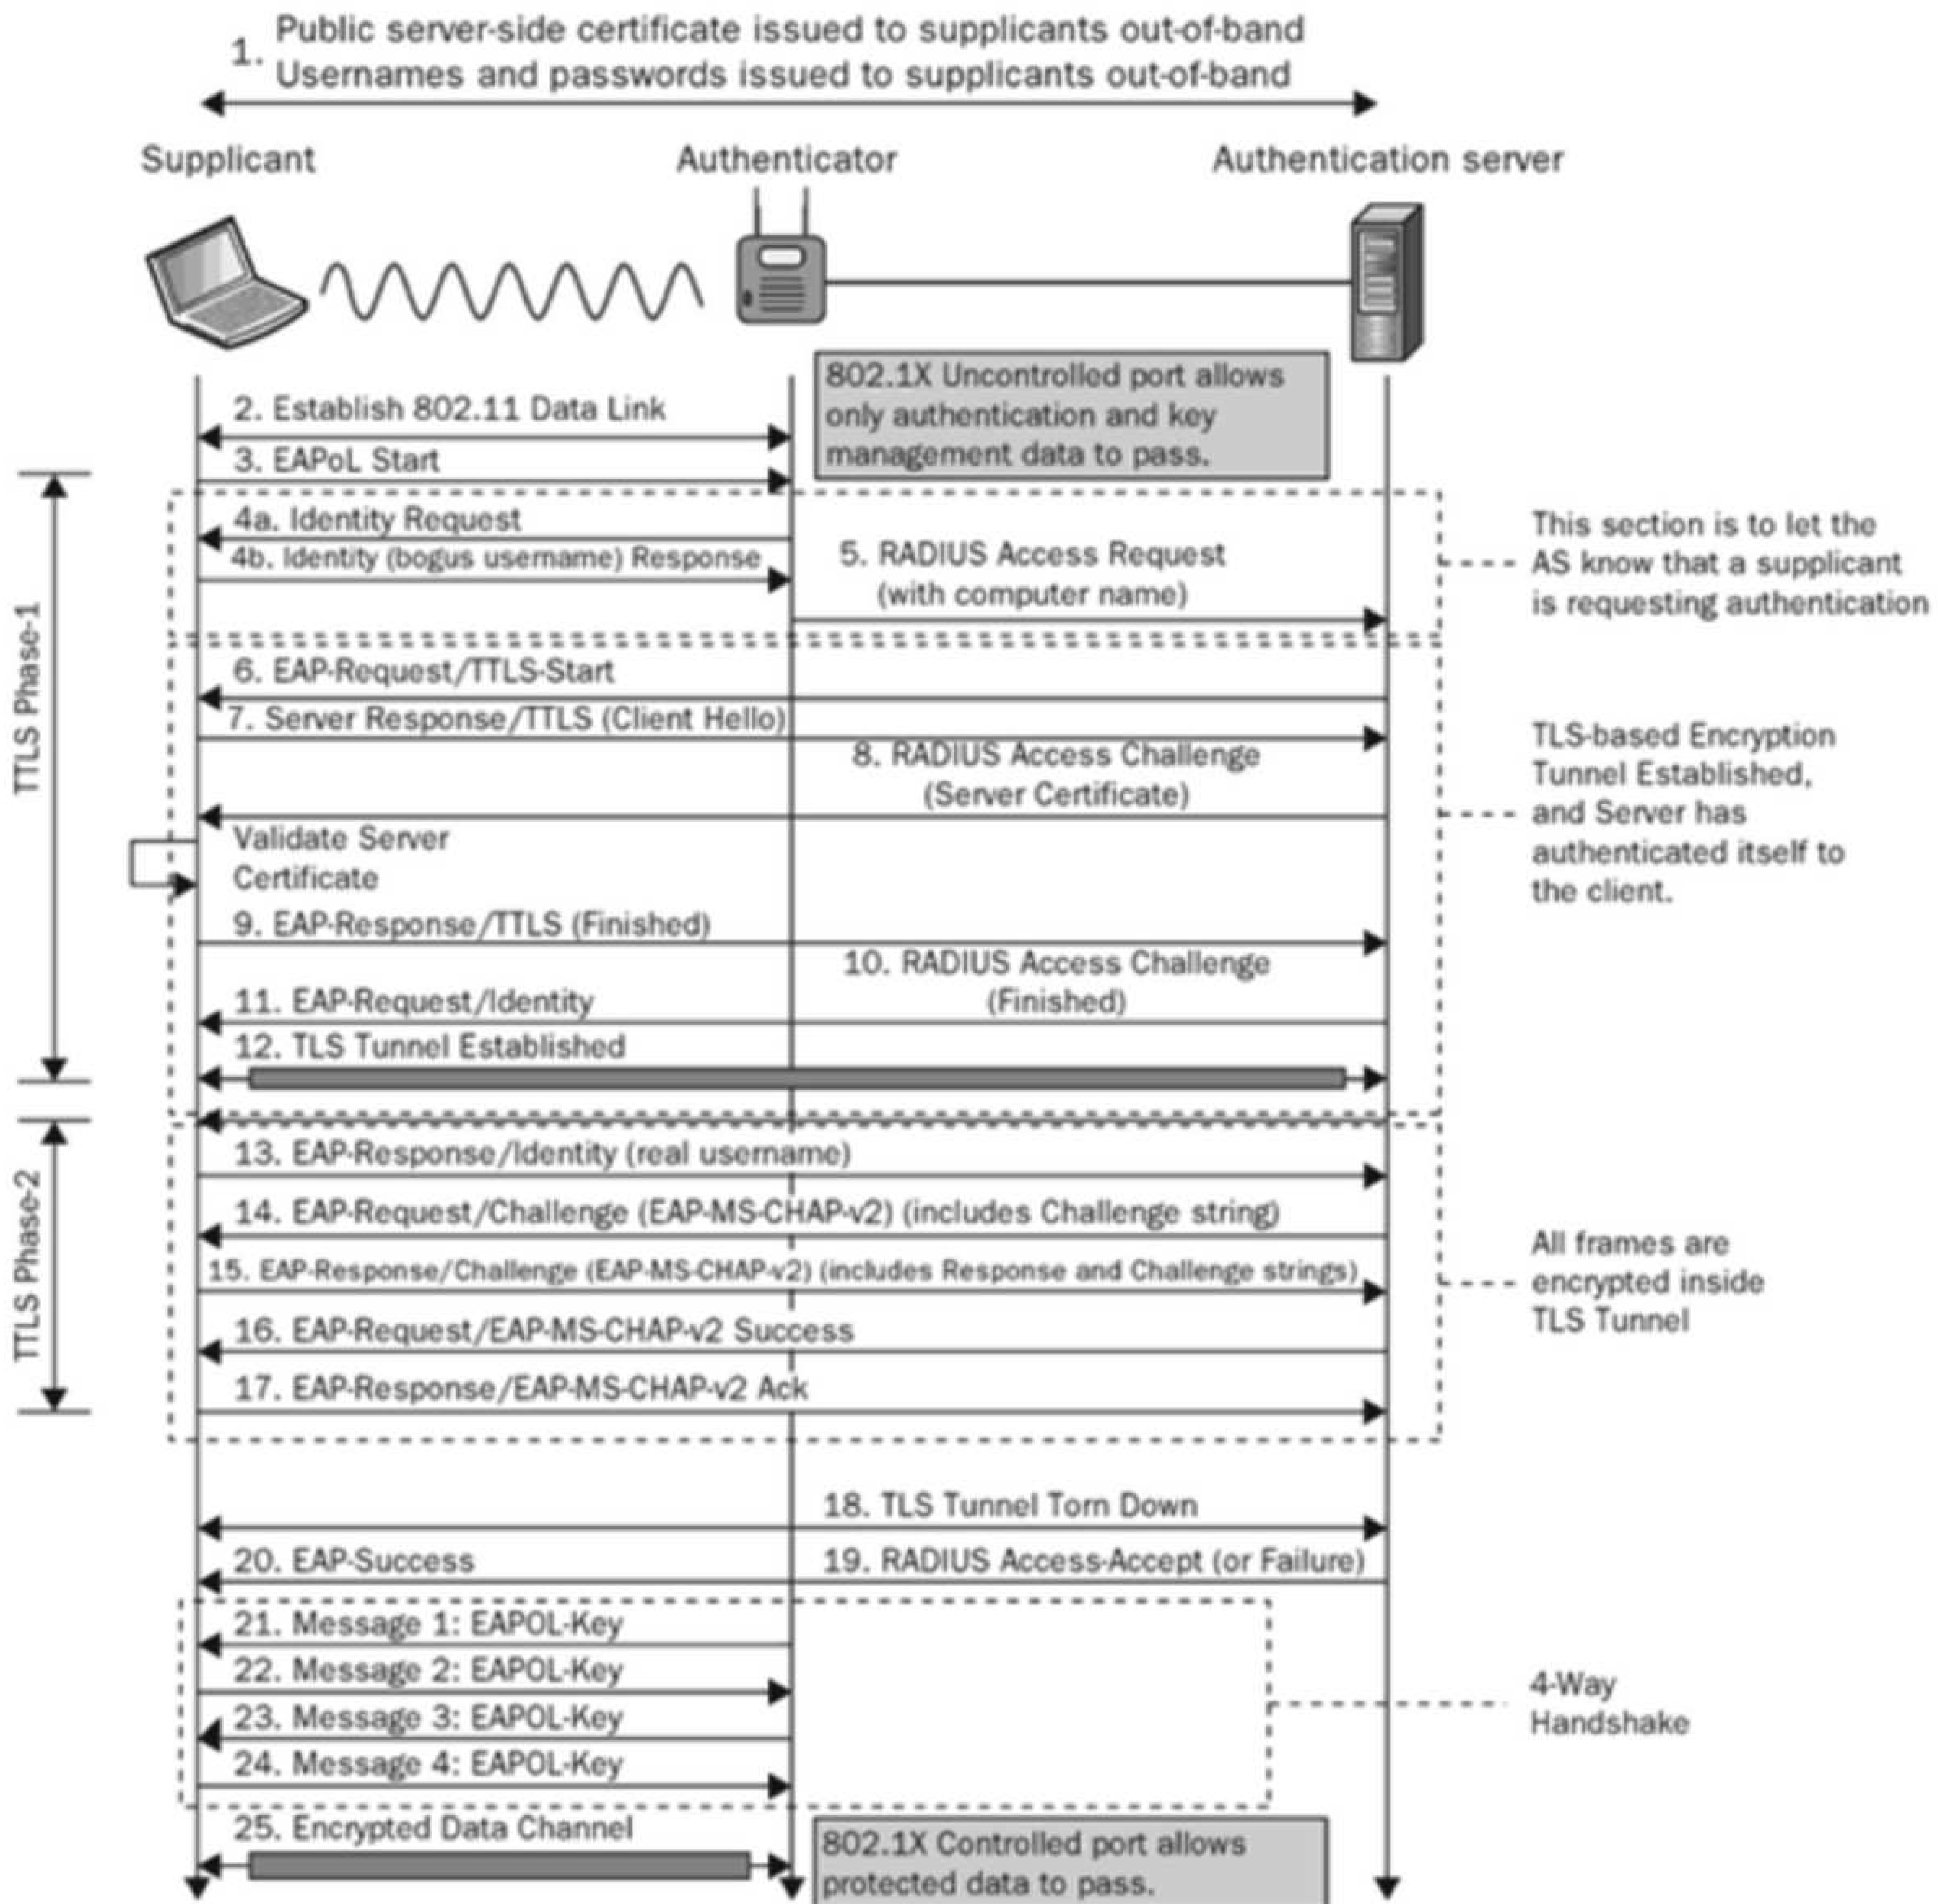 1. Public server-side certificate issued to supplicants out-of-band
Usernames and passwords issued to supplicants out-of-band
Supplicant
Authenticator
Authentication server
802.1X Uncontrolled port allows
only authentication and key
management data to pass.
2. Establish 802.11 Data Link
3. EAPoL Start
TTLS Phase-1
4a. Identity Request
4b. Identity (bogus username) Response
5. RADIUS Access Request
(with computer name)
This section is to let the
AS know that a supplicant
is requesting authentication
6. EAP-Request/TTLS-Start
7. Server Response/TTLS (Client Hello)
8. RADIUS Access Challenge
(Server Certificate)
Validate Server
Certificate
TLS-based Encryption
Tunnel Established,
and Server has
authenticated itself to
the client.
9. EAP-Response/TTLS (Finished)
10. RADIUS Access Challenge
(Finished)
11. EAP-Request/Identity
12. TLS Tunnel Established
TTLS Phase-2
13. EAP-Response/Identity (real username)
14. EAP-Request/Challenge (EAP-MS-CHAP-v2) (includes Challenge string)
15. EAP-Response/Challenge (EAP-MS-CHAP-v2) (includes Response and Challenge strings)
16. EAP-Request/EAP-MS-CHAP-v2 Success
17. EAP-Response/EAP-MS-CHAP-v2 Ack
All frames are
encrypted inside
TLS Tunnel
18. TLS Tunnel Torn Down
20. EAP-Success
19. RADIUS Access-Accept (or Failure)
21. Message 1: EAPOL-Key
22. Message 2: EAPOL-Key
23. Message 3: EAPOL-Key
24. Message 4: EAPOL-Key
4-Way
Handshake
25. Encrypted Data Channel
802.1X Controlled port allows
protected data to pass.